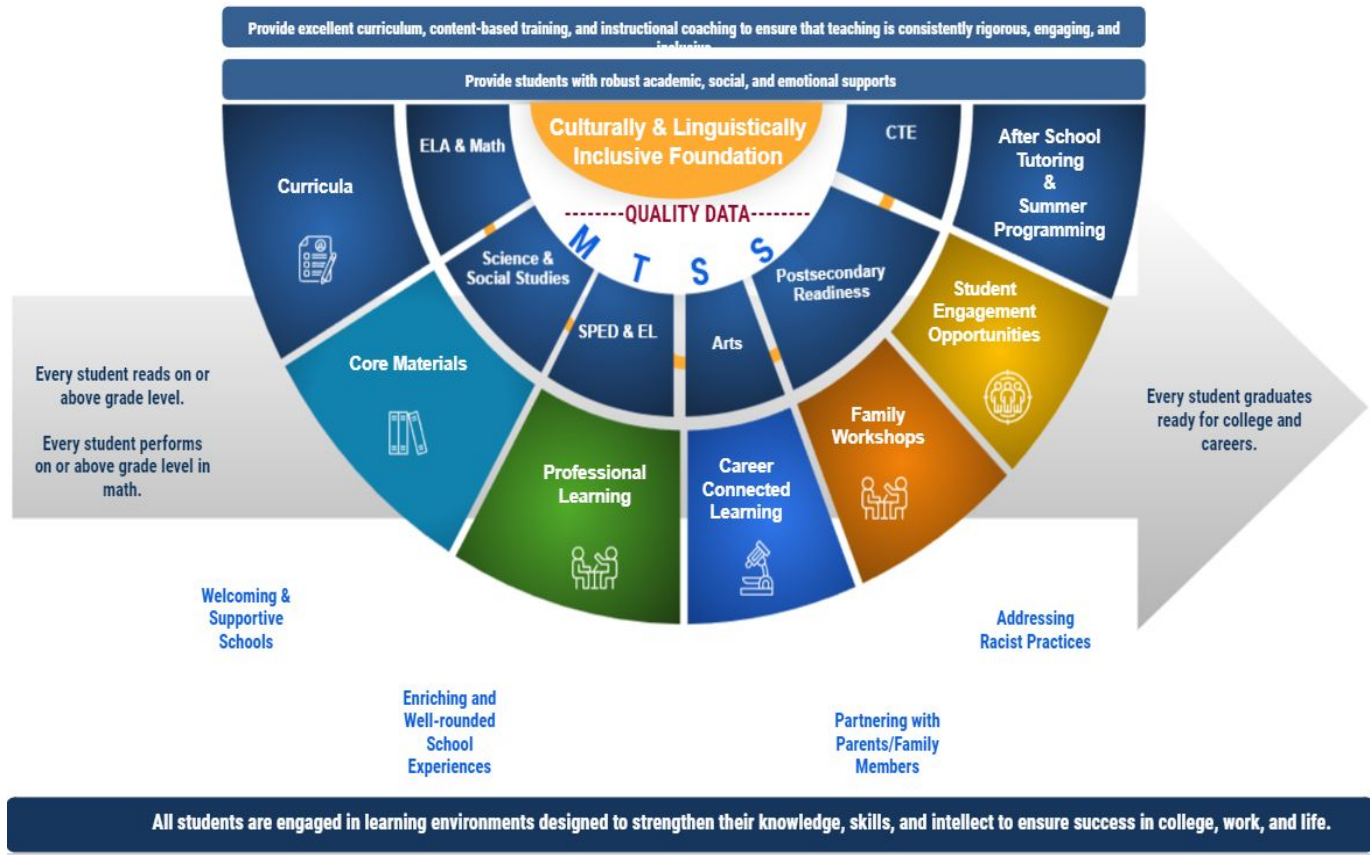 Provide excellent curriculum, content-based training, and instructional coaching to ensure that teaching is consistently rigorous, engaging, and
inclusive
Provide students with robust academic, social, and emotional supports
Culturally & Linguistically
Inclusive Foundation
--------QUALITY DATA--------
MTSS
ELA & Math
Science &
Social Studies
SPED & EL
Arts
Postsecondary
Readiness
CTE
Curricula
Core Materials
Professional
Learning
Career
Connected
Learning
Family
Workshops
Student
Engagement
Opportunities
After School
Tutoring
&
Summer
Programming
Every student reads on or
above grade level.
Every student performs
on or above grade level in
math.
Every student graduates
ready for college and
careers.
Welcoming &
Supportive
Schools
Enriching and
Well-rounded
School
Experiences
Partnering with
Parents/Family
Members
Addressing
Racist Practices
All students are engaged in learning environments designed to strengthen their knowledge, skills, and intellect to ensure success in college, work, and life.